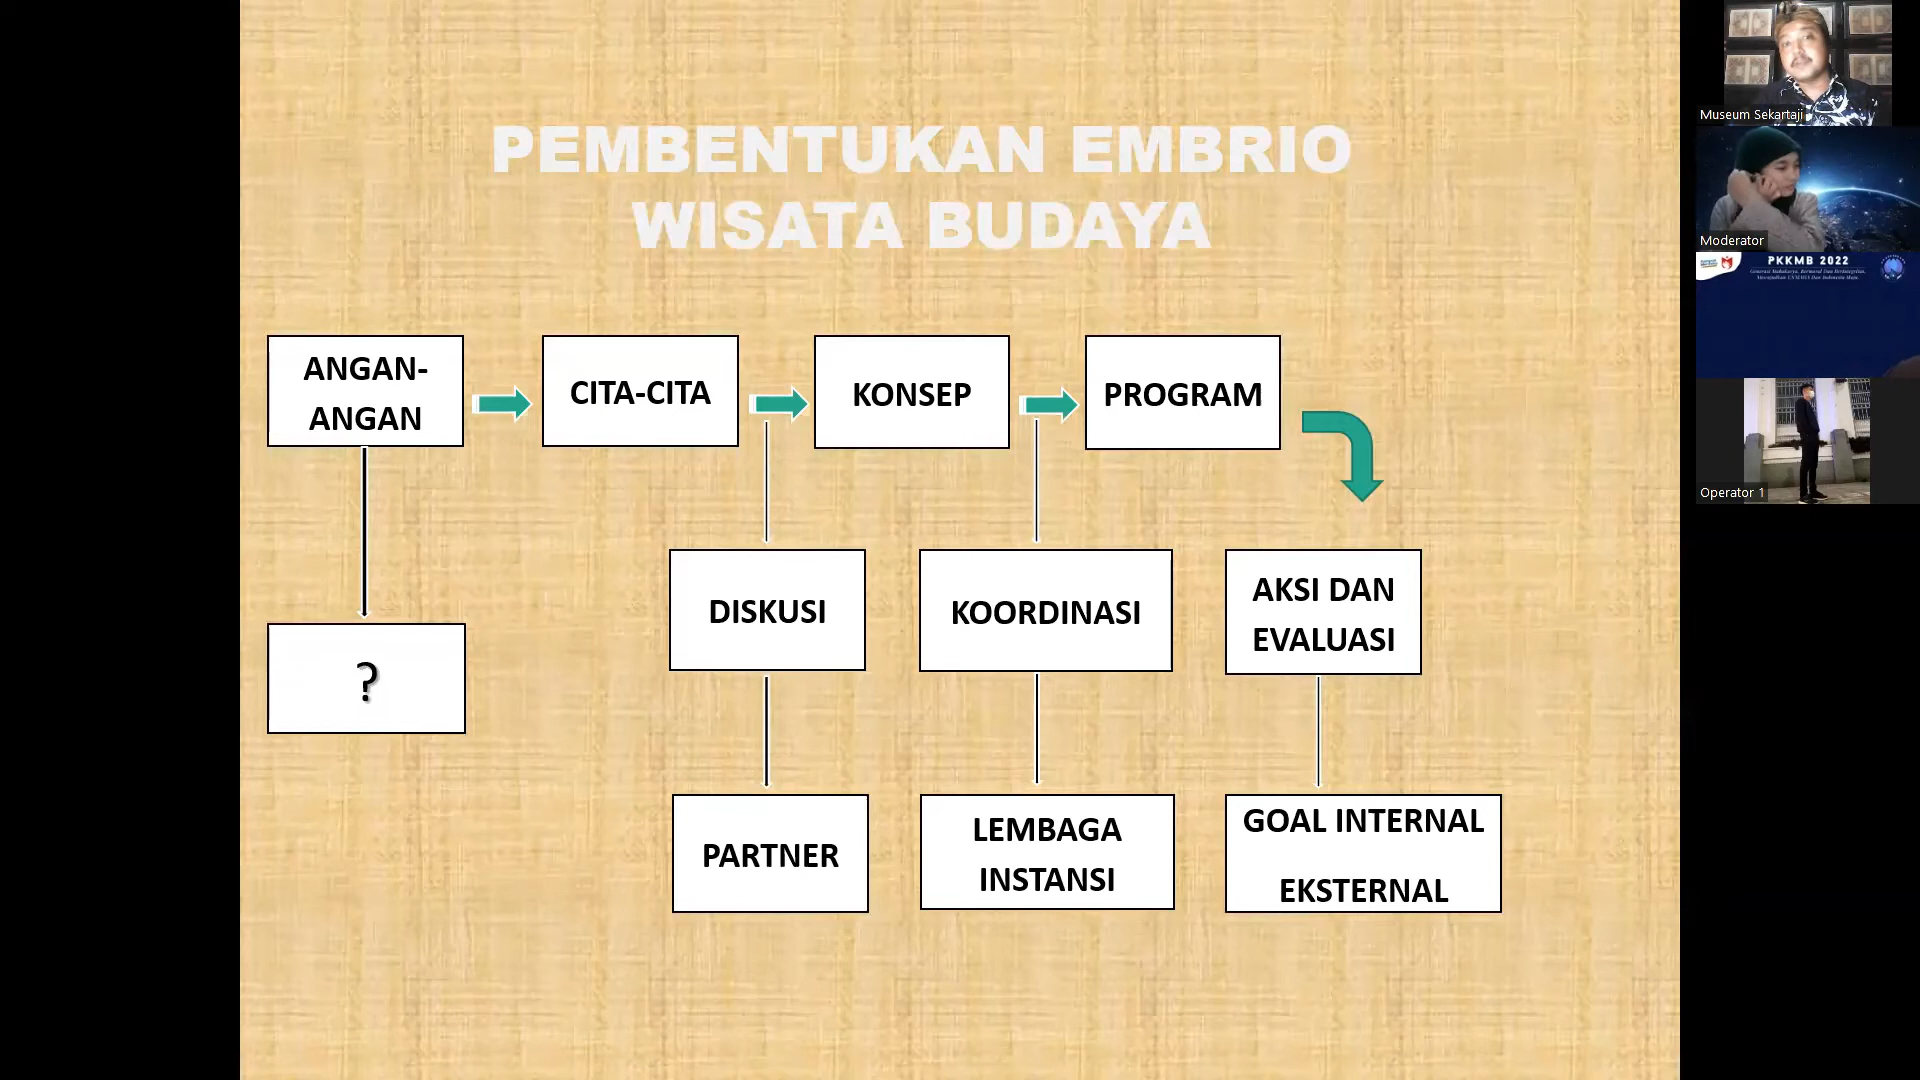 PEMBENTUKAN EMBRIO
WISATA BUDAYA
ANGAN-
ANGAN
CITA-CITA
KONSEP
PROGRAM
?
DISKUSI
KOORDINASI
AKSI DAN
EVALUASI
PARTNER
LEMBAGA
INSTANSI
GOAL INTERNAL
EKSTERNAL
Museum Sekartaji
Moderator
PKKMB 2022
Operator 1